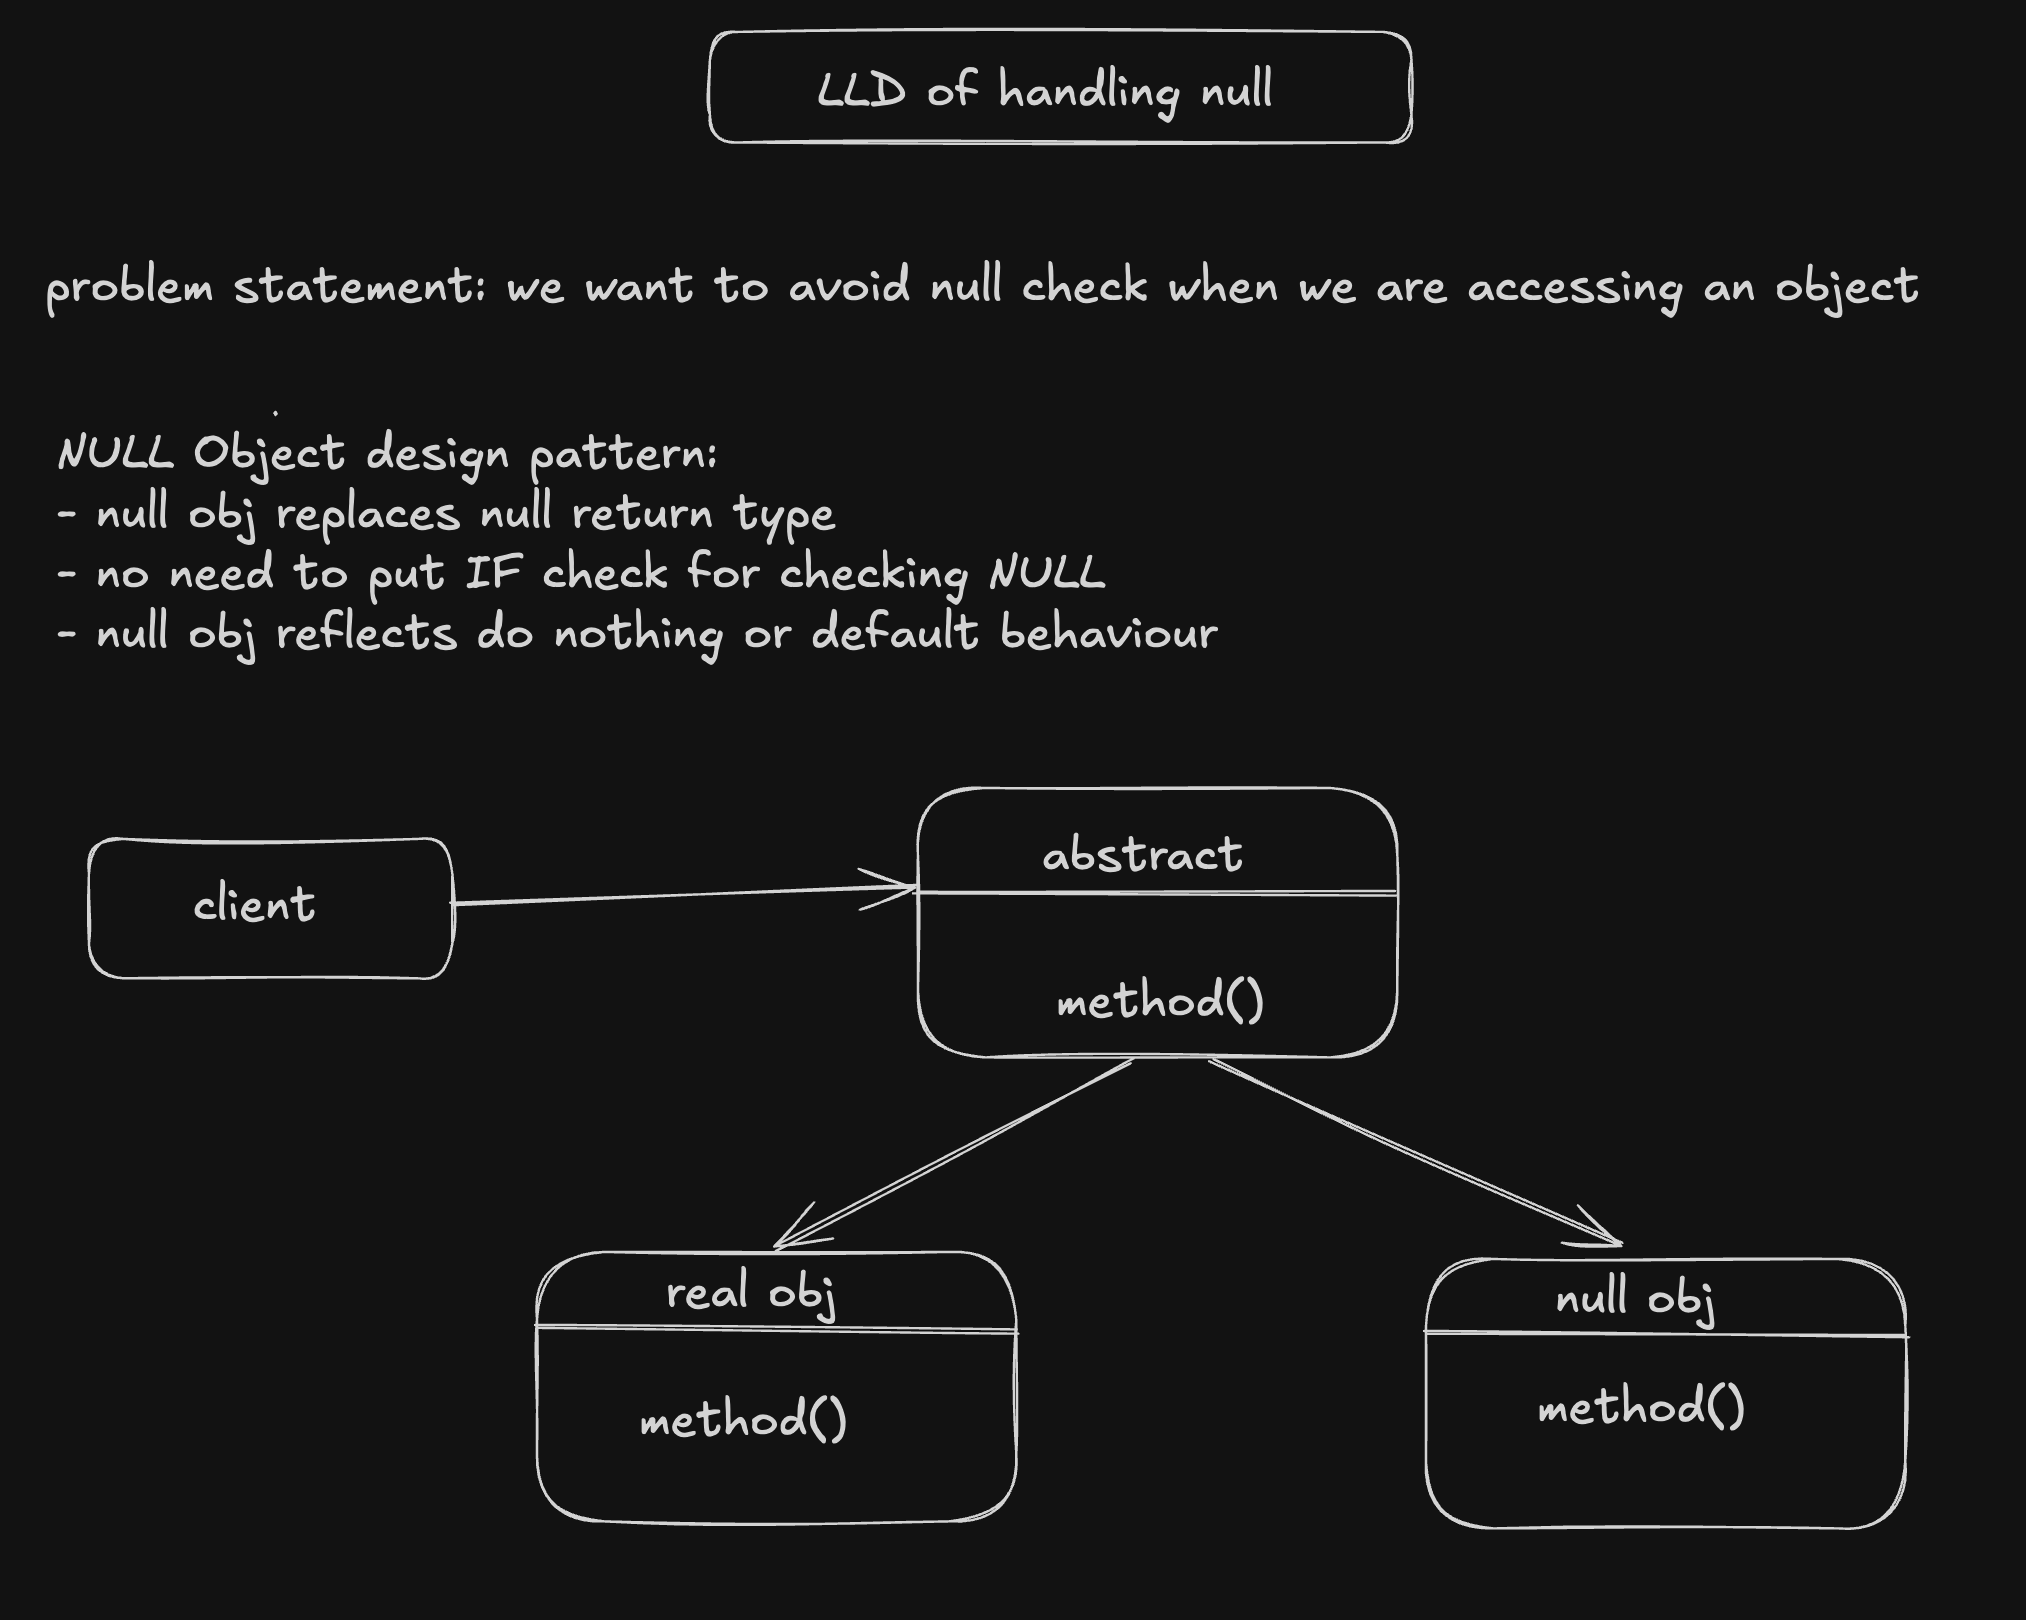 LLD of handling null
problem statement: we want to avoid null check when we are accessing an object
NULL Object design pattern:
- null obj replaces null return type
- no need to put IF check for checking NULL
- null obj reflects do nothing or default behaviour
client
abstract
method()
real obj
method()
null obj
method()